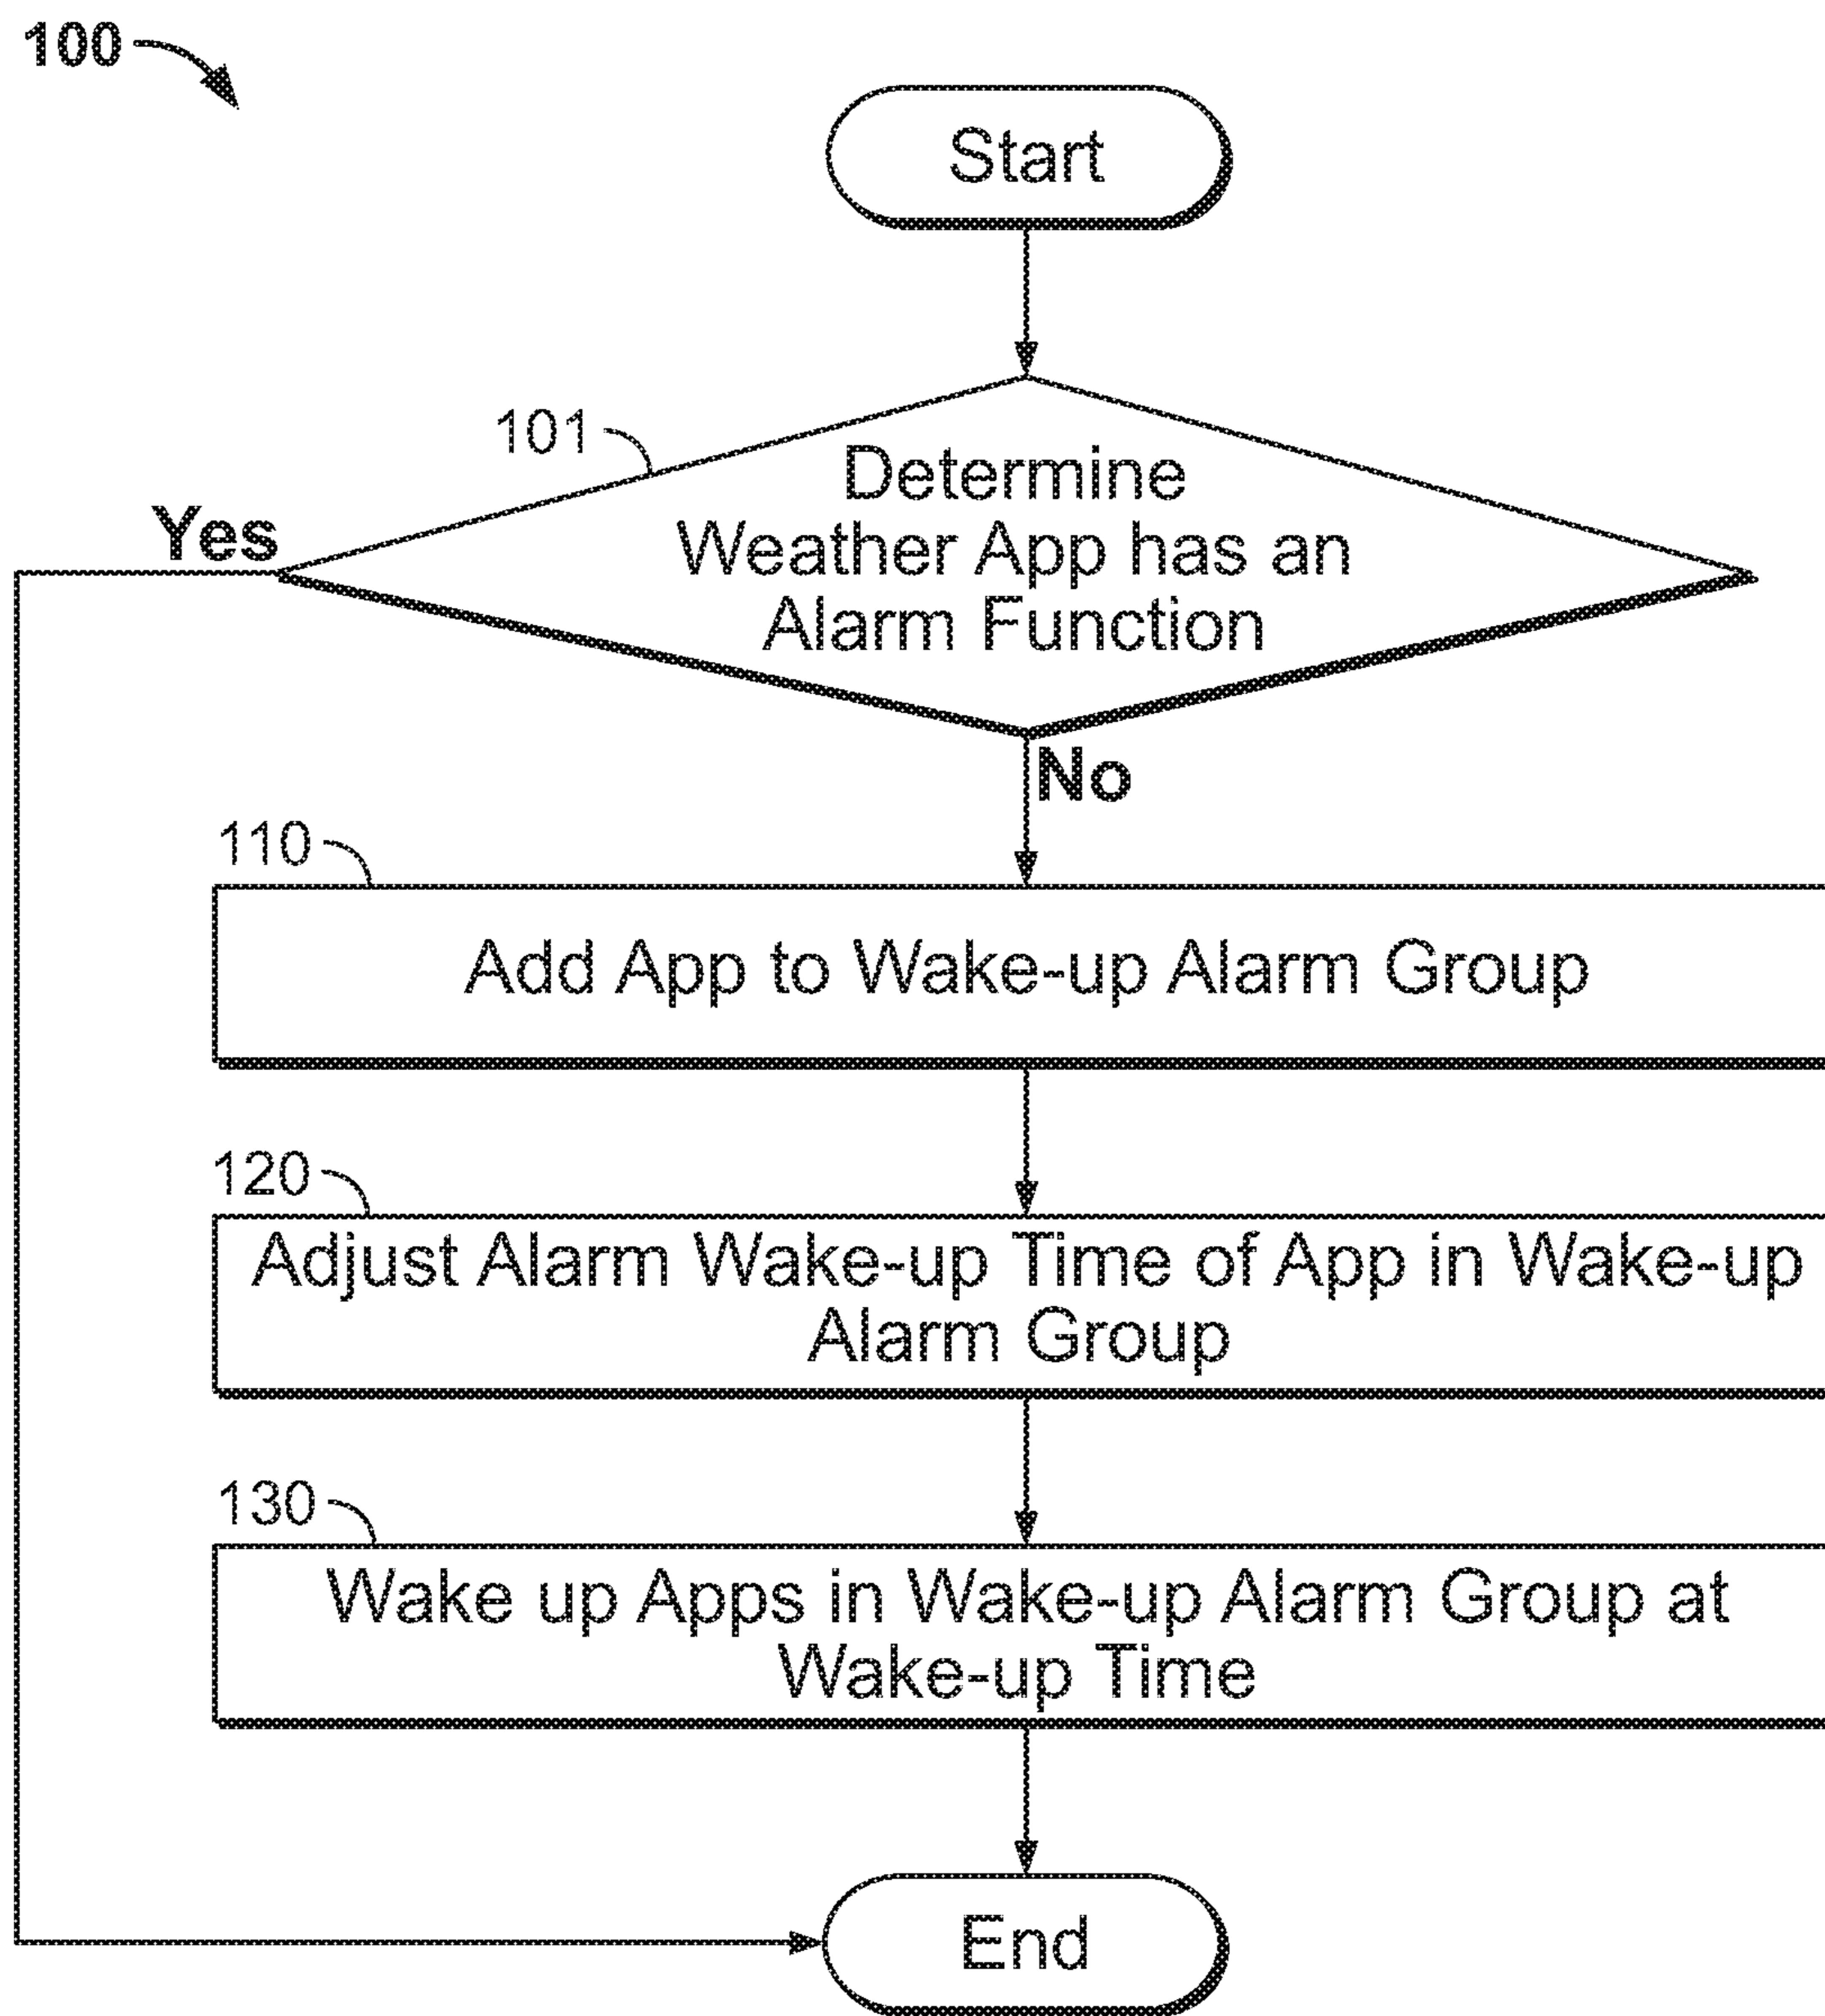 100
Start
101
Determine
Weather App has an
Alarm Function
Yes
No
110
Add App to Wake-up Alarm Group
120
Adjust Alarm Wake-up Time of App in Wake-up
Alarm Group
130
Wake up Apps in Wake-up Alarm Group at
Wake-up Time
End